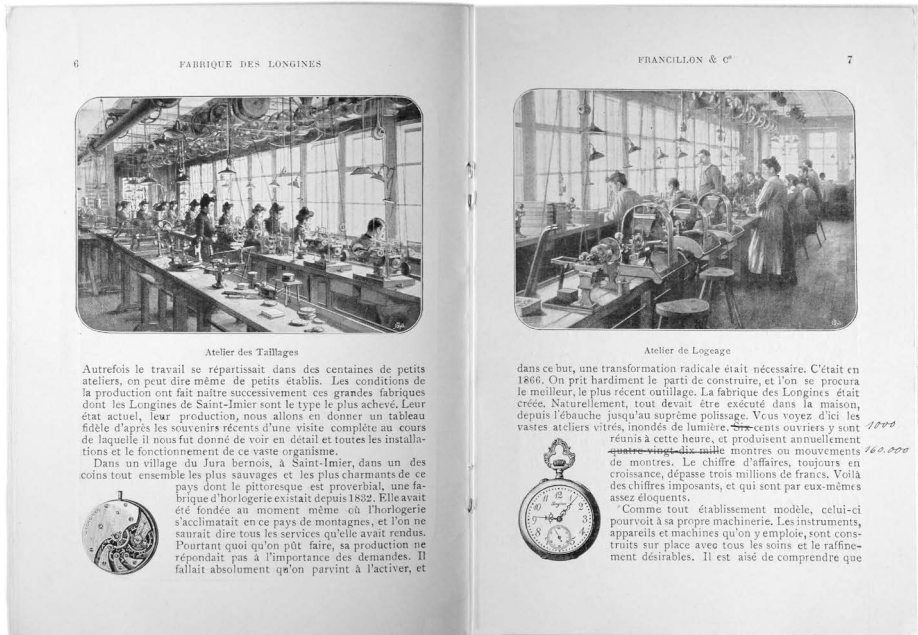 6
FABRIQUE DES LONGINES
Atelier des Taillages
Autrefois le travail se répartissait dans des centaines de petits
ateliers, on peut dire même de petits établis. Les conditions de
la production ont fait naître successivement ces grandes fabriques
dont les Longines de Saint-Imier sont le type le plus achevé. Leur
état actuel, leur production, nous allons en donner un tableau
fidèle d'après les souvenirs récents d'une visite complète au cours
de laquelle il nous fut donné de voir en détail et toutes les installa-
tions et le fonctionnement de ce vaste organisme.
Dans un village du Jura bernois, à Saint-Imier, dans un des
coins tout ensemble les plus sauvages et les plus charmants de ce
pays dont le pittoresque est proverbial, une fa-
brique d'horlogerie existait depuis 1832. Elle avait
été fondée au moment même où l'horlogerie
s'acclimatait en ce pays de montagnes, et l'on ne
saurait dire tous les services qu'elle avait rendus.
Pourtant quoi qu'on pût faire, sa production ne
répondait pas à l'importance des demandes. Il
fallait absolument qu'on parvint à l'activer, et
FRANCILLON & Cº
7
Atelier de Logeage
dans ce but, une transformation radicale était nécessaire. C'était en
1866. On prit hardiment le parti de construire, et l'on se procura
le meilleur, le plus récent outillage. La fabrique des Longines était
créée. Naturellement, tout devait être exécuté dans la maison,
depuis l'ébauche jusqu'au suprême polissage. Vous voyez d'ici les
vastes ateliers vitrés, inondés de lumière. Six cents ouvriers y sont 1000
réunis à cette heure, et produisent annuellement
quatre-vingt-dix mille montres ou mouvements 160.000
de montres. Le chiffre d'affaires, toujours en
croissance, dépasse trois millions de francs. Voilà
des chiffres imposants, et qui sont par eux-mêmes
assez éloquents.
Comme tout établissement modèle, celui-ci
pourvoit à sa propre machinerie. Les instruments,
appareils et machines qu'on y emploie, sont cons-
truits sur place avec tous les soins et le raffine-
ment désirables. Il est aisé de comprendre que